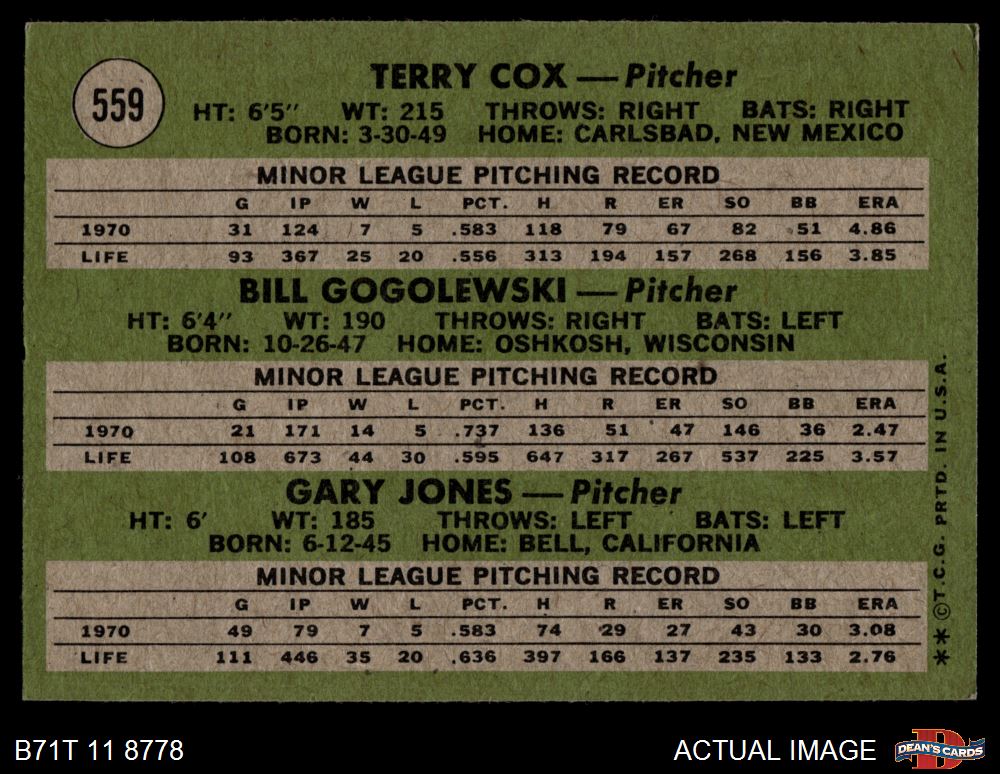 559
TERRY COX — Pitcher
HT: 6'5" WT: 215 THROWS: RIGHT BATS: RIGHT
BORN: 3-30-49 HOME: CARLSBAD, NEW MEXICO
MINOR LEAGUE PITCHING RECORD
G IP W L PCT. H R ER SO BB ERA
1970 31 124 7 5 .583 118 79 67 82 51 4.86
LIFE 93 367 25 20 .556 313 194 157 268 156 3.85
BILL GOGOLEWSKI — Pitcher
HT: 6'4" WT: 190 THROWS: RIGHT BATS: LEFT
BORN: 10-26-47 HOME: OSHKOSH, WISCONSIN
MINOR LEAGUE PITCHING RECORD
G IP W L PCT. H R ER SO BB ERA
1970 21 171 14 5 .737 136 51 47 146 36 2.47
LIFE 108 673 44 30 .595 647 317 267 537 225 3.57
GARY JONES — Pitcher
HT: 6' WT: 185 THROWS: LEFT BATS: LEFT
BORN: 6-12-45 HOME: BELL, CALIFORNIA
MINOR LEAGUE PITCHING RECORD
G IP W L PCT. H R ER SO BB ERA
1970 49 79 7 5 .583 74 29 27 43 30 3.08
LIFE 111 446 35 20 .636 397 166 137 235 133 2.76
** ©T.C.G. PRTD. IN U.S.A.
B71T 11 8778
ACTUAL IMAGE
DEAN'S CARDS